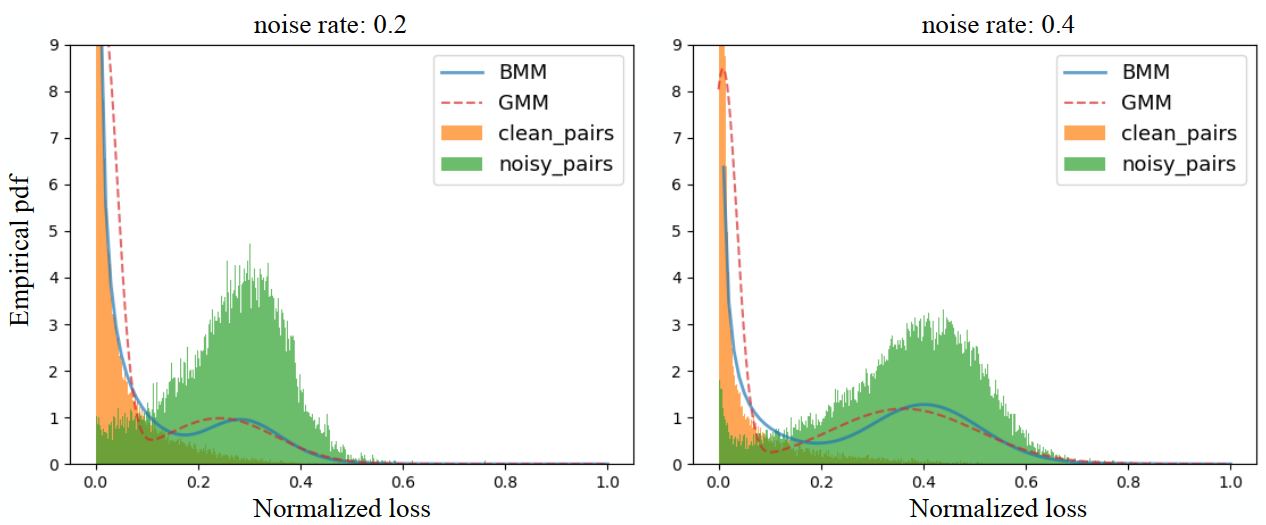 noise rate: 0.2
9
8
7
6
5
4
3
2
1
0
Empirical pdf
BMM
GMM
clean_pairs
noisy_pairs
0.0 0.2 0.4 0.6 0.8 1.0
Normalized loss
noise rate: 0.4
9
8
7
6
5
4
3
2
1
0
BMM
GMM
clean_pairs
noisy_pairs
0.0 0.2 0.4 0.6 0.8 1.0
Normalized loss